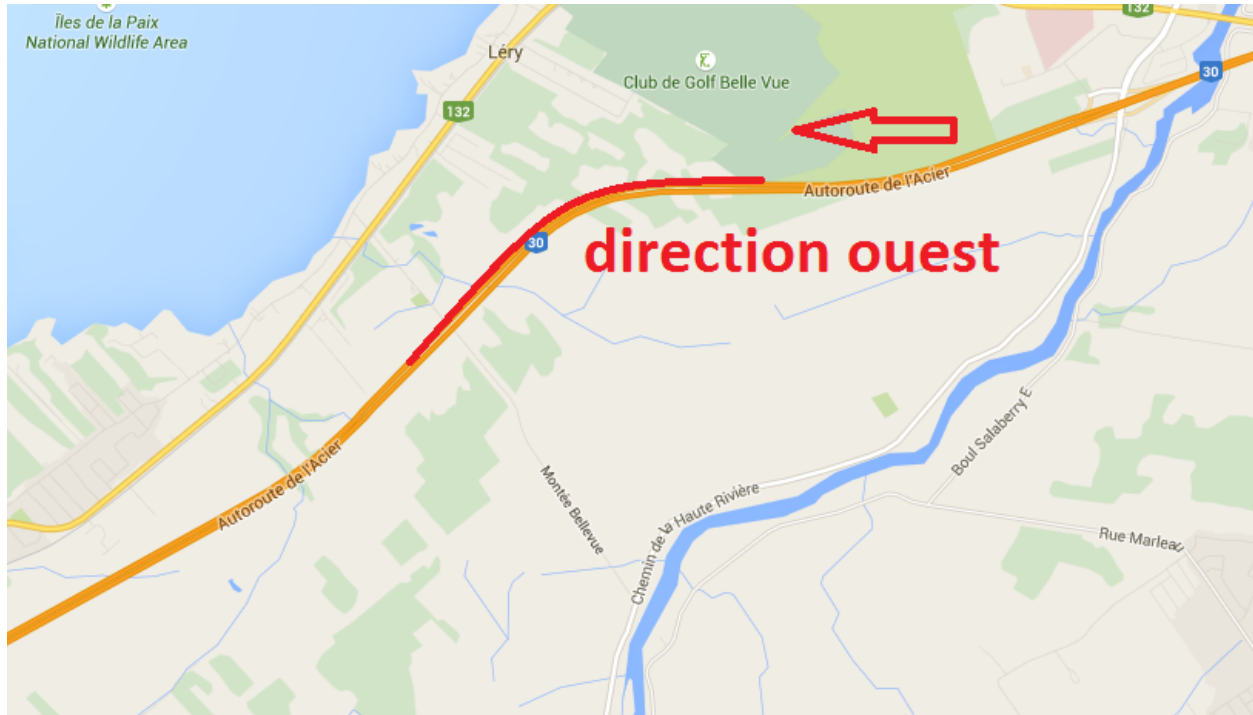 Îles de la Paix
National Wildlife Area
132
Léry
Club de Golf Belle Vue
132
30
132
Autoroute de l'Acier
30
direction ouest
Autoroute de l'Acier
Montée Bellevue
Chemin de la Haute Rivière
Boul Salaberry E
Rue Marleau